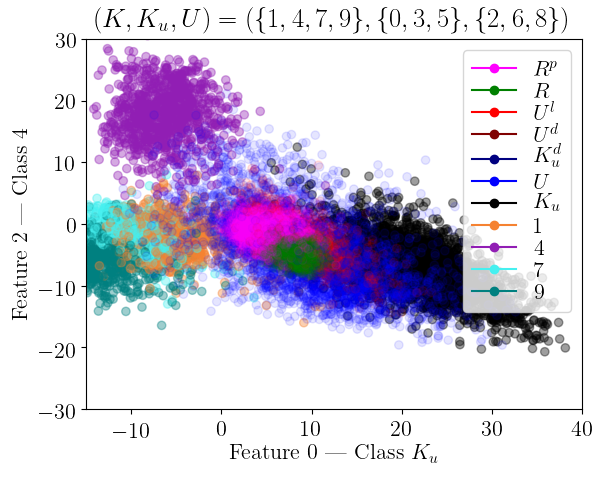 (K, K_u, U) = ({1, 4, 7, 9}, {0, 3, 5}, {2, 6, 8})
30
20
10
0
−10
−20
−30
Feature 2 — Class 4
R^p
R
U^l
U^d
K_u^d
U
K_u
1
4
7
9
−10
0
10
20
30
40
Feature 0 — Class K_u